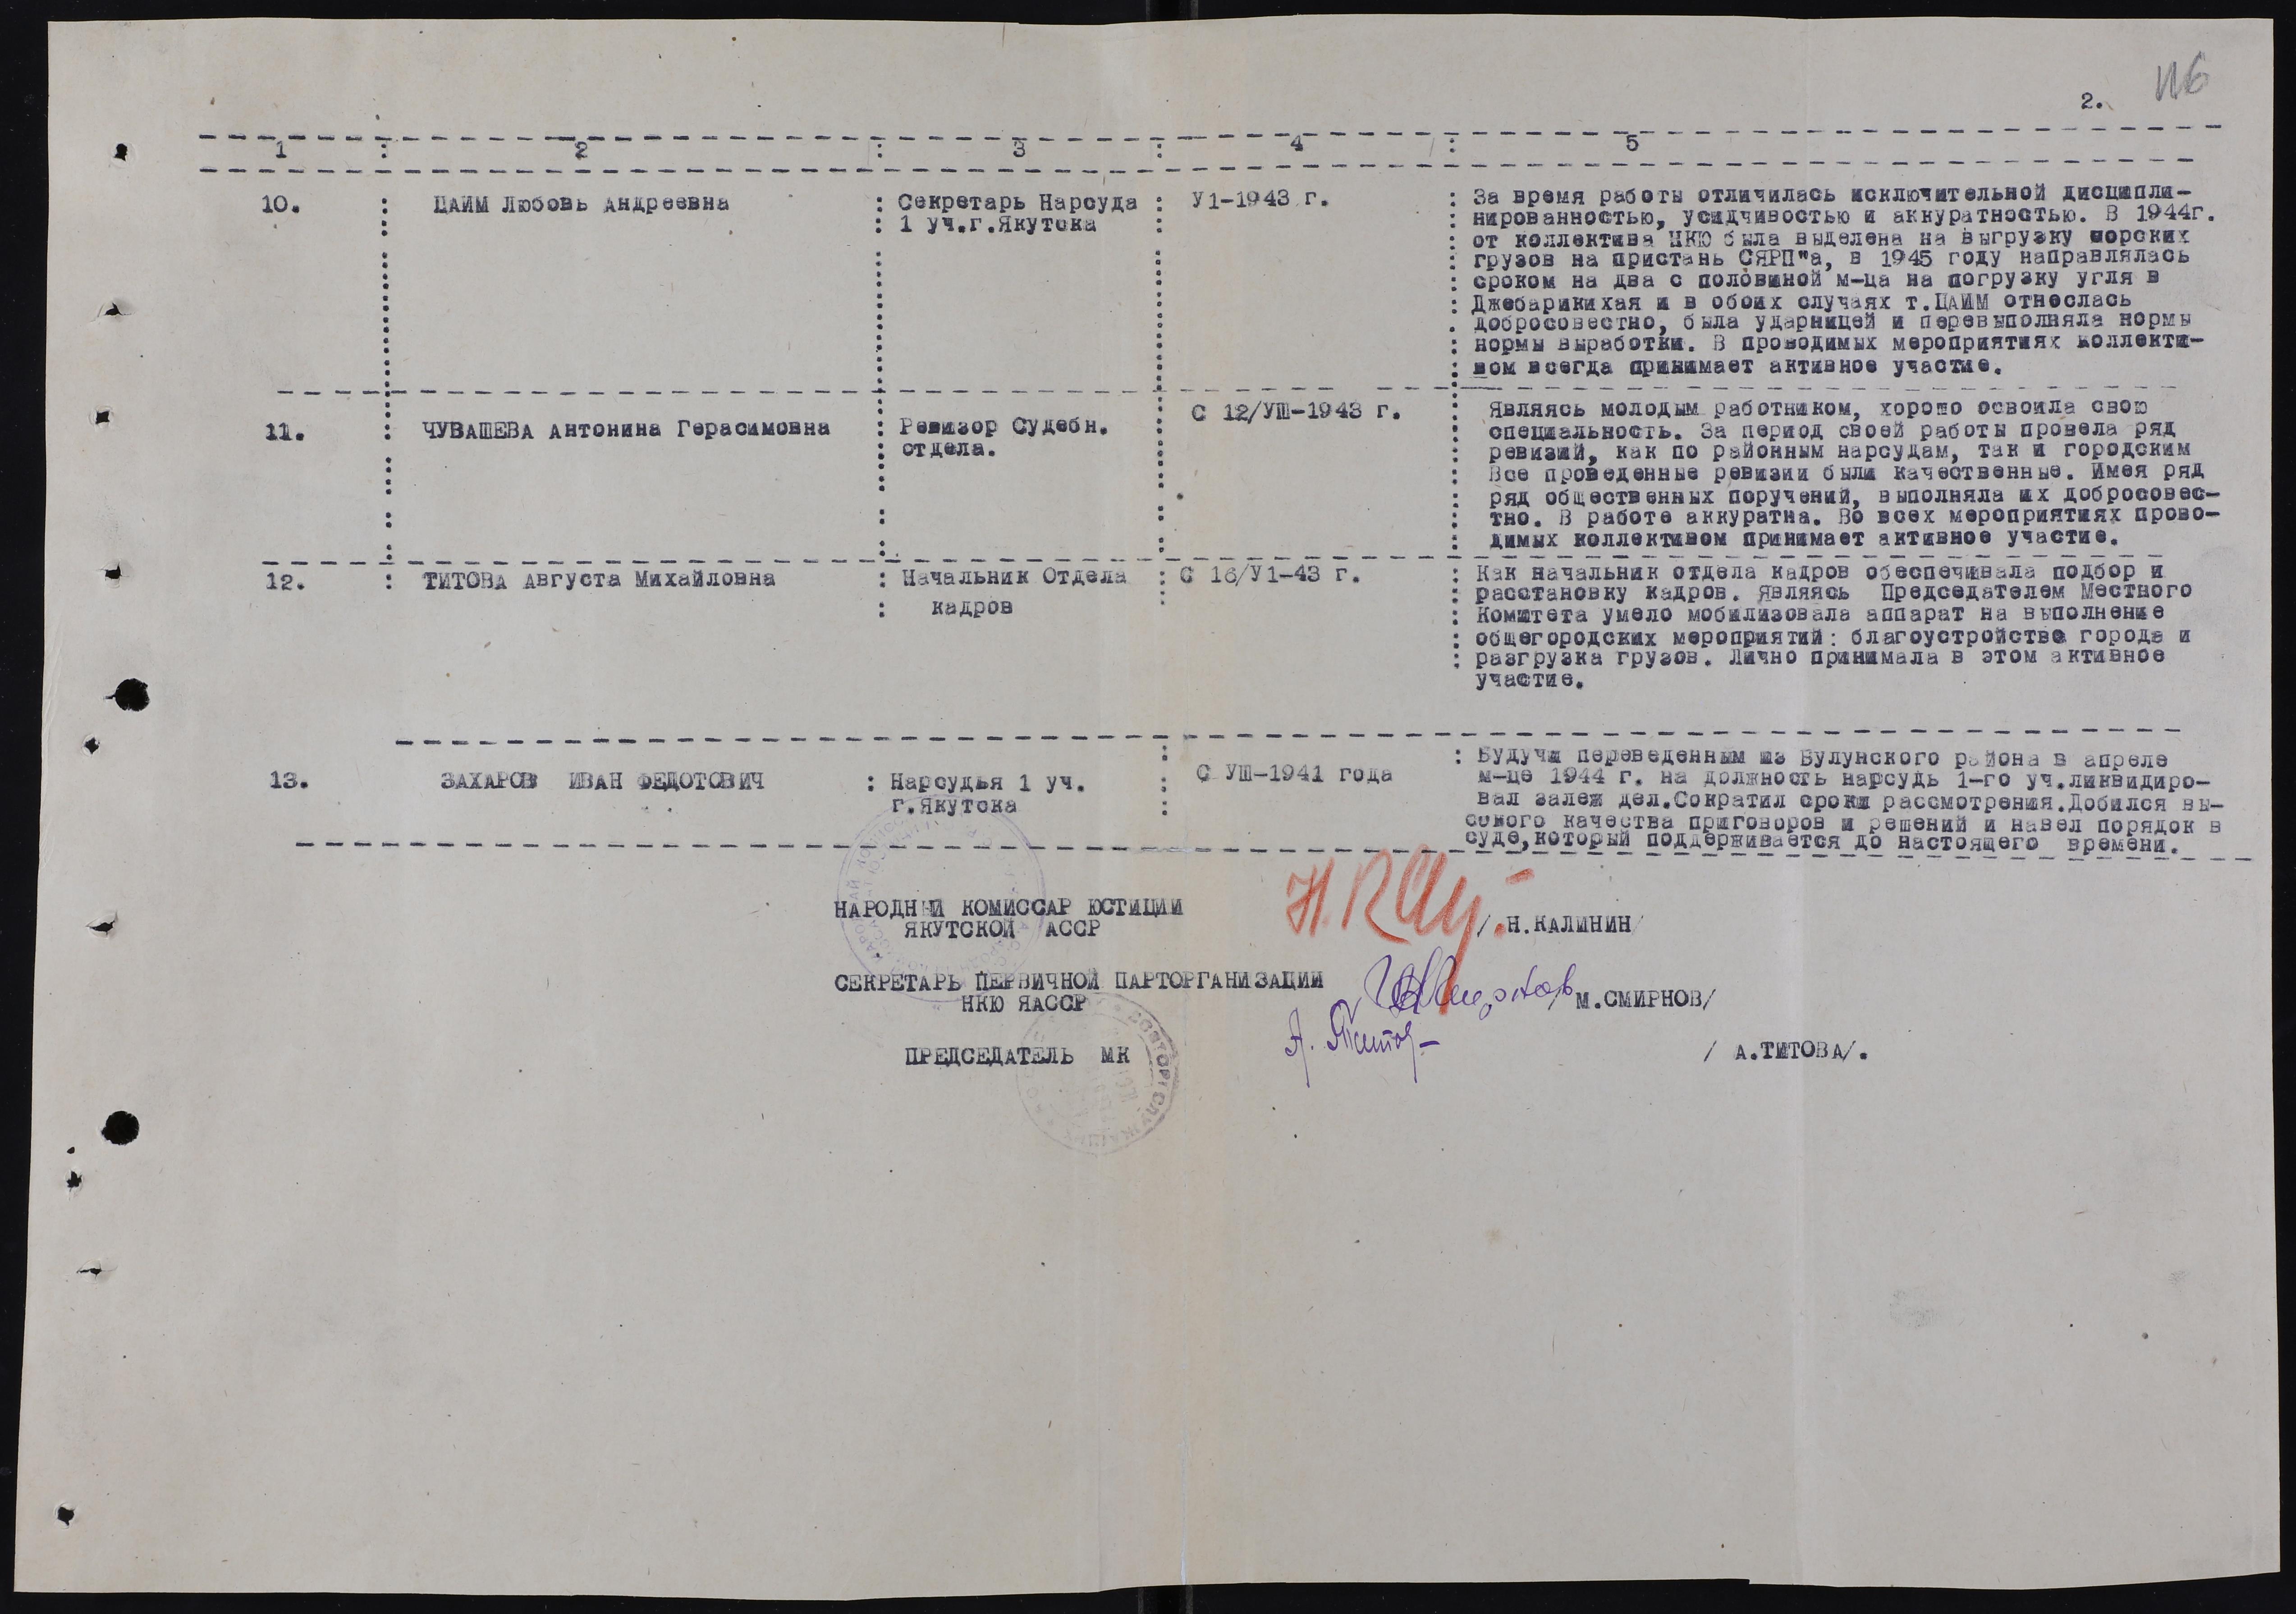 116
2.
1 : 2 : 3 : 4 : 5
10. : ЦАЙМ Любовь Андреевна : Секретарь Нарсуда : У1-1943 г. : За время работы отличилась исключительной дисципли-
: 1 уч.г.Якутска : нированностью, усидчивостью и аккуратностью. В 1944г.
: от коллектива НКЮ была выделена на выгрузку морских
: грузов на пристань СЯРП"а, в 1945 году направлялась
: сроком на два с половиной м-ца на погрузку угля в
: Джебарикихая и в обоих случаях т.ЦАЙМ отнеслась
. добросовестно, была ударницей и перевыполняла нормы
: нормы выработки. В проводимых мероприятиях коллекти-
: вом всегда принимает активное участие.
11. : ЧУВАШЕВА Антонина Герасимовна : Ревизор Судебн. С 12/УШ-1943 г. : Являясь молодым работником, хорошо освоила свою
отдела. : специальность. За период своей работы провела ряд
: ревизий, как по районным нарсудам, так и городским
: Все проведенные ревизии были качественные. Имея ряд
: ряд общественных поручений, выполняла их добросовес-
: тно. В работе аккуратна. Во всех мероприятиях прово-
: димых коллективом принимает активное участие.
12. : ТИТОВА Августа Михайловна : Начальник Отдела : С 16/У1-43 г. : Как начальник отдела кадров обеспечивала подбор и
: кадров : расстановку кадров. Являясь Председателем Местного
: Комитета умело мобилизовала аппарат на выполнение
: общегородских мероприятий: благоустройства города и
: разгрузка грузов. Лично принимала в этом активное
участие.
13. ЗАХАРОВ ИВАН ФЕДОТОВИЧ : Нарсудья 1 уч. : С УШ-1941 года : Будучи переведенным из Булунского района в апреле
г.Якутска м-це 1944 г. на должность нарсудь 1-го уч.ликвидиро-
вал залеж дел.Сократил сроки рассмотрения.Добился вы-
сокого качества приговоров и решений и навел порядок в
суде,который поддерживается до настоящего времени.
НАРОДНЫЙ КОМИССАР ЮСТИЦИИ
ЯКУТСКОЙ АССР /.Н.КАЛИНИН/
СЕКРЕТАРЬ ПЕРВИЧНОЙ ПАРТОРГАНИЗАЦИИ
НКЮ ЯАССР / М.СМИРНОВ/
ПРЕДСЕДАТЕЛЬ МК А. Титов / А.ТИТОВА/.